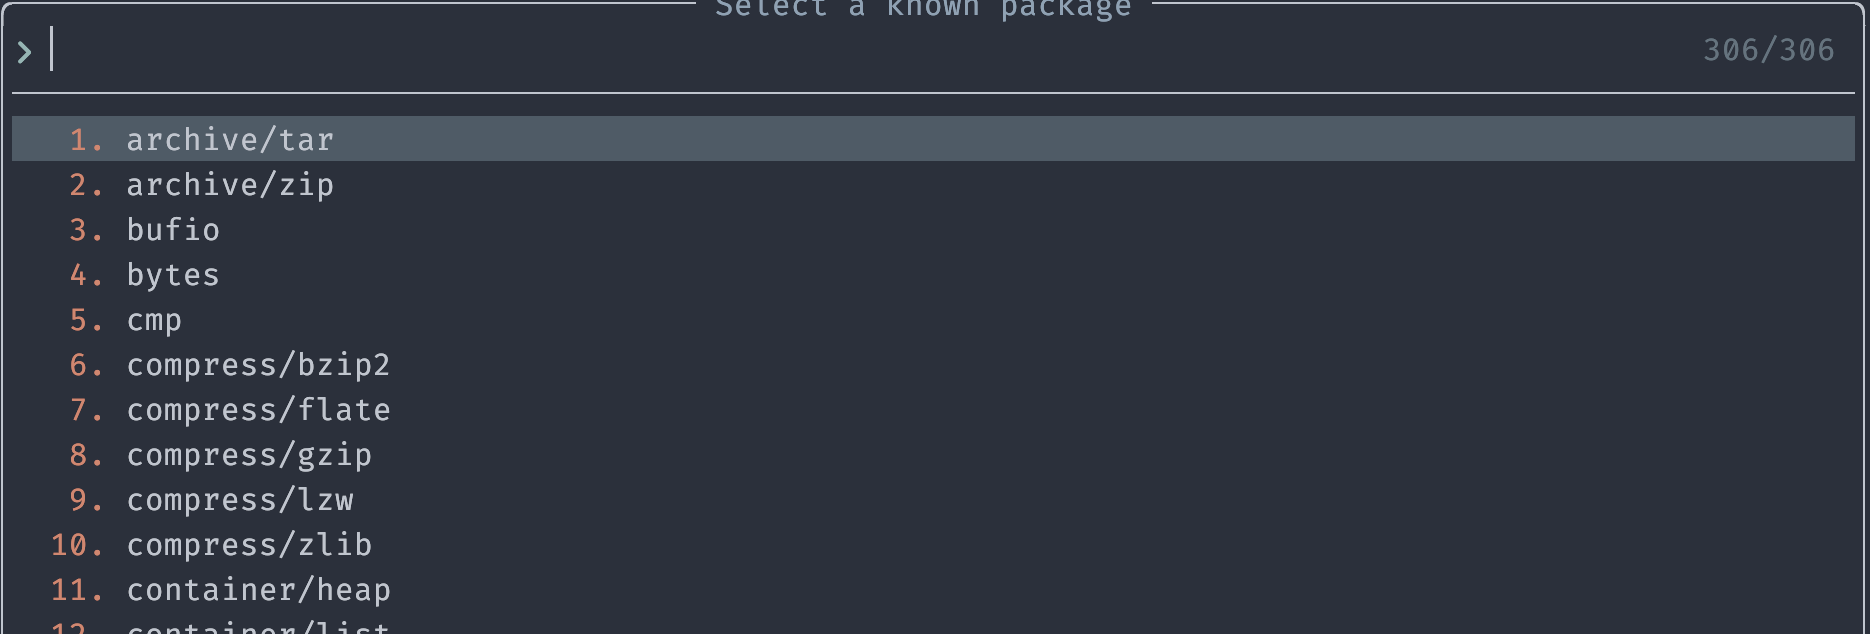 Select a known package
306/306
1. archive/tar
2. archive/zip
3. bufio
4. bytes
5. cmp
6. compress/bzip2
7. compress/flate
8. compress/gzip
9. compress/lzw
10. compress/zlib
11. container/heap
12. container/list